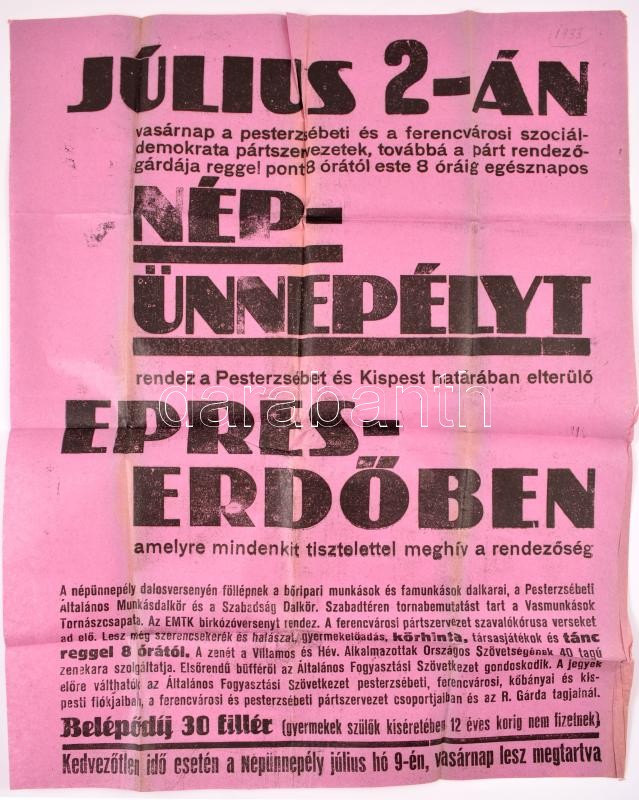 1933
JÚLIUS 2-ÁN
vasárnap a pesterzsébeti és a ferencvárosi szociál-
demokrata pártszervezetek, továbbá a párt rendező-
gárdája reggel pont 8 órától este 8 óráig egésznapos
NÉP-
ÜNNEPÉLYT
rendez a Pesterzsébet és Kispest határában elterülő
darabanth
EPRES-
ERDŐBEN
amelyre mindenkit tisztelettel meghív a rendezőség
A népünnepély dalosversenyén föllépnek a bőripari munkások és famunkások dalkarai, a Pesterzsébeti
Általános Munkásdalkör és a Szabadság Dalkör. Szabadtéren tornabemutatást tart a Vasmunkások
Tornászcsapata. Az EMTK birkózóversenyt rendez. A ferencvárosi pártszervezet szavalókórusa verseket
ad elő. Lesz még szerencsekerék és halászat, gyermekelőadás, körhinta, társasjátékok és tánc
reggel 8 órától. A zenét a Villamos és Hév. Alkalmazottak Országos Szövetségének 40 tagú
zenekara szolgáltatja. Elsőrendű büfféről az Általános Fogyasztási Szövetkezet gondoskodik. A jegyek
előre válthatók az Általános Fogyasztási Szövetkezet pesterzsébeti, ferencvárosi, kőbányai és kis-
pesti fiókjaiban, a ferencvárosi és pesterzsébeti pártszervezet csoportjaiban és az R. Gárda tagjainál.
Belépődíj 30 fillér (gyermekek szülők kiséretében 12 éves korig nem fizetnek)
Kedvezőtlen idő esetén a Népünnepély július hó 9-én, vasárnap lesz megtartva